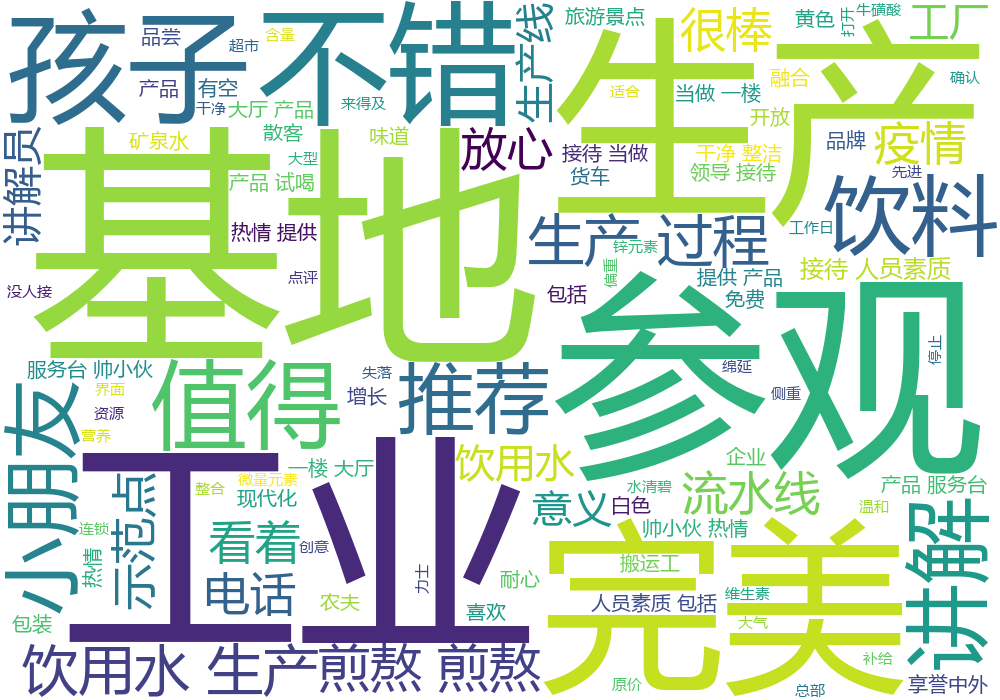 孩子
不错
生产
基地
参观
工业
完美
品尝
超市
含量
产品
有空
干净
大厅 产品
来得及
散客
矿泉水
大型
味道
产品 试喝
热情 提供
点评
没人接
讲解员
生产线
旅游景点
很棒
适合
当做 一楼
放心
接待 当做
货车
干净 整洁
领导 接待
黄色
打开
牛磺酸
工厂
融合
确认
开放
品牌
疫情
先进
饮料
工作日
生产 过程
锌元素
偏重
提供 产品
免费
包括
接待 人员素质
绵延
侧重
停止
服务台 帅小伙
界面
资源
营养
值得
失落
增长
推荐
小朋友
一楼 大厅
微量元素
整合
现代化
连锁
示范点
看着
创意
热情
电话
农夫
包装
力士
饮用水
意义
白色
水清碧
企业
流水线
产品 服务台
温和
帅小伙 热情
搬运工
耐心
喜欢
人员素质 包括
维生素
大气
补给
讲解
享誉中外
总部
原价
饮用水 生产
煎熬 煎熬